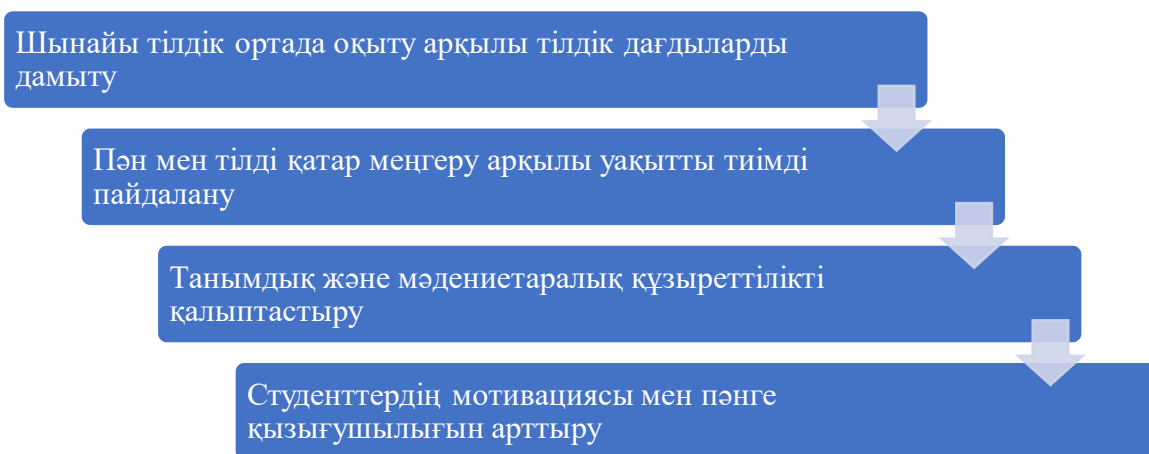 Шынайы тілдік ортада оқыту арқылы тілдік дағдыларды
дамыту
Пән мен тілді қатар меңгеру арқылы уақытты тиімді
пайдалану
Танымдық және мәдениетаралық құзыреттілікті
қалыптастыру
Студенттердің мотивациясы мен пәнге
қызығушылығын арттыру